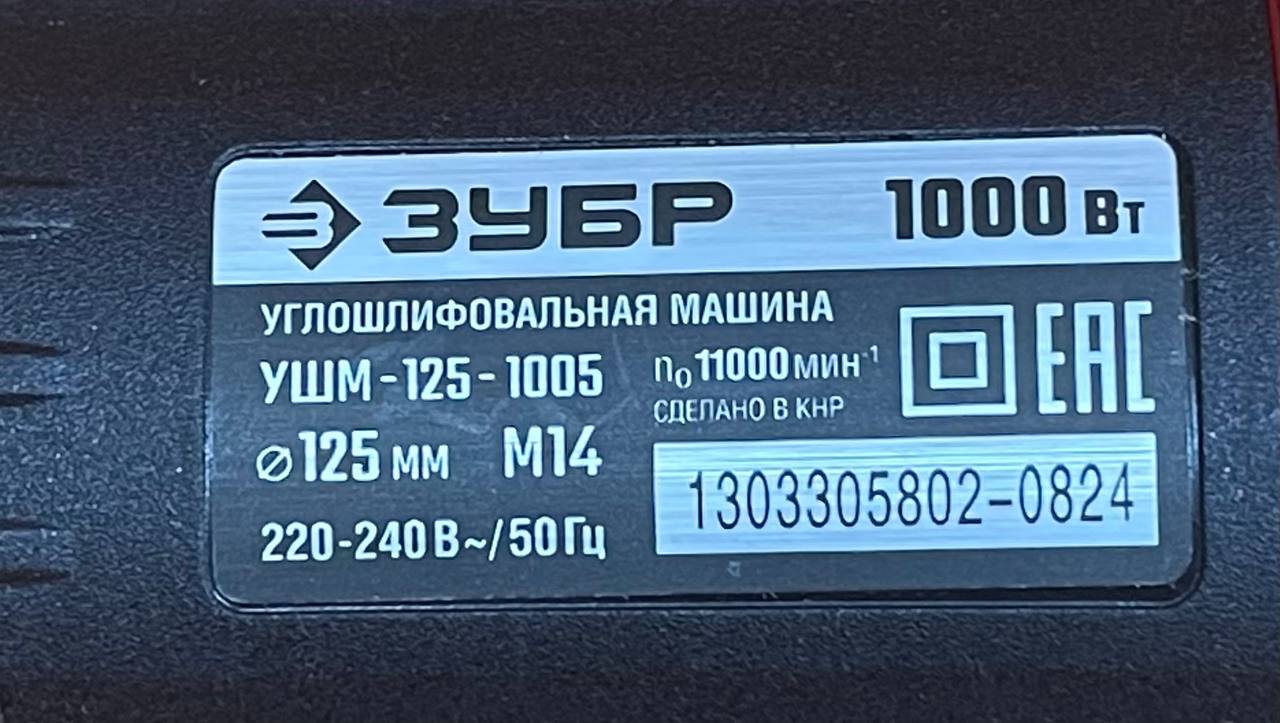 ЗУБР 1000 Вт
УГЛОШЛИФОВАЛЬНАЯ МАШИНА
УШМ-125-1005
n₀ 11000 мин⁻¹
СДЕЛАНО В КНР
EAC
⌀125 мм М14
220-240 В~/50 Гц
1303305802-0824